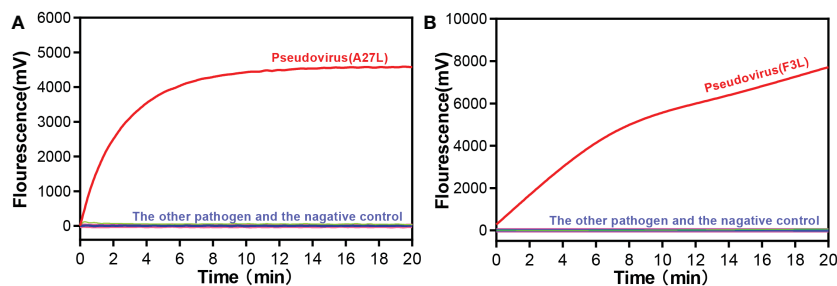 A
Flourescence(mV)
6000
5000
4000
3000
2000
1000
0
Pseudovirus(A27L)
The other pathogen and the nagative control
0 2 4 6 8 10 12 14 16 18 20
Time (min)
B
Flourescence(mV)
10000
8000
6000
4000
2000
0
Pseudovirus(F3L)
The other pathogen and the nagative control
0 2 4 6 8 10 12 14 16 18 20
Time (min)